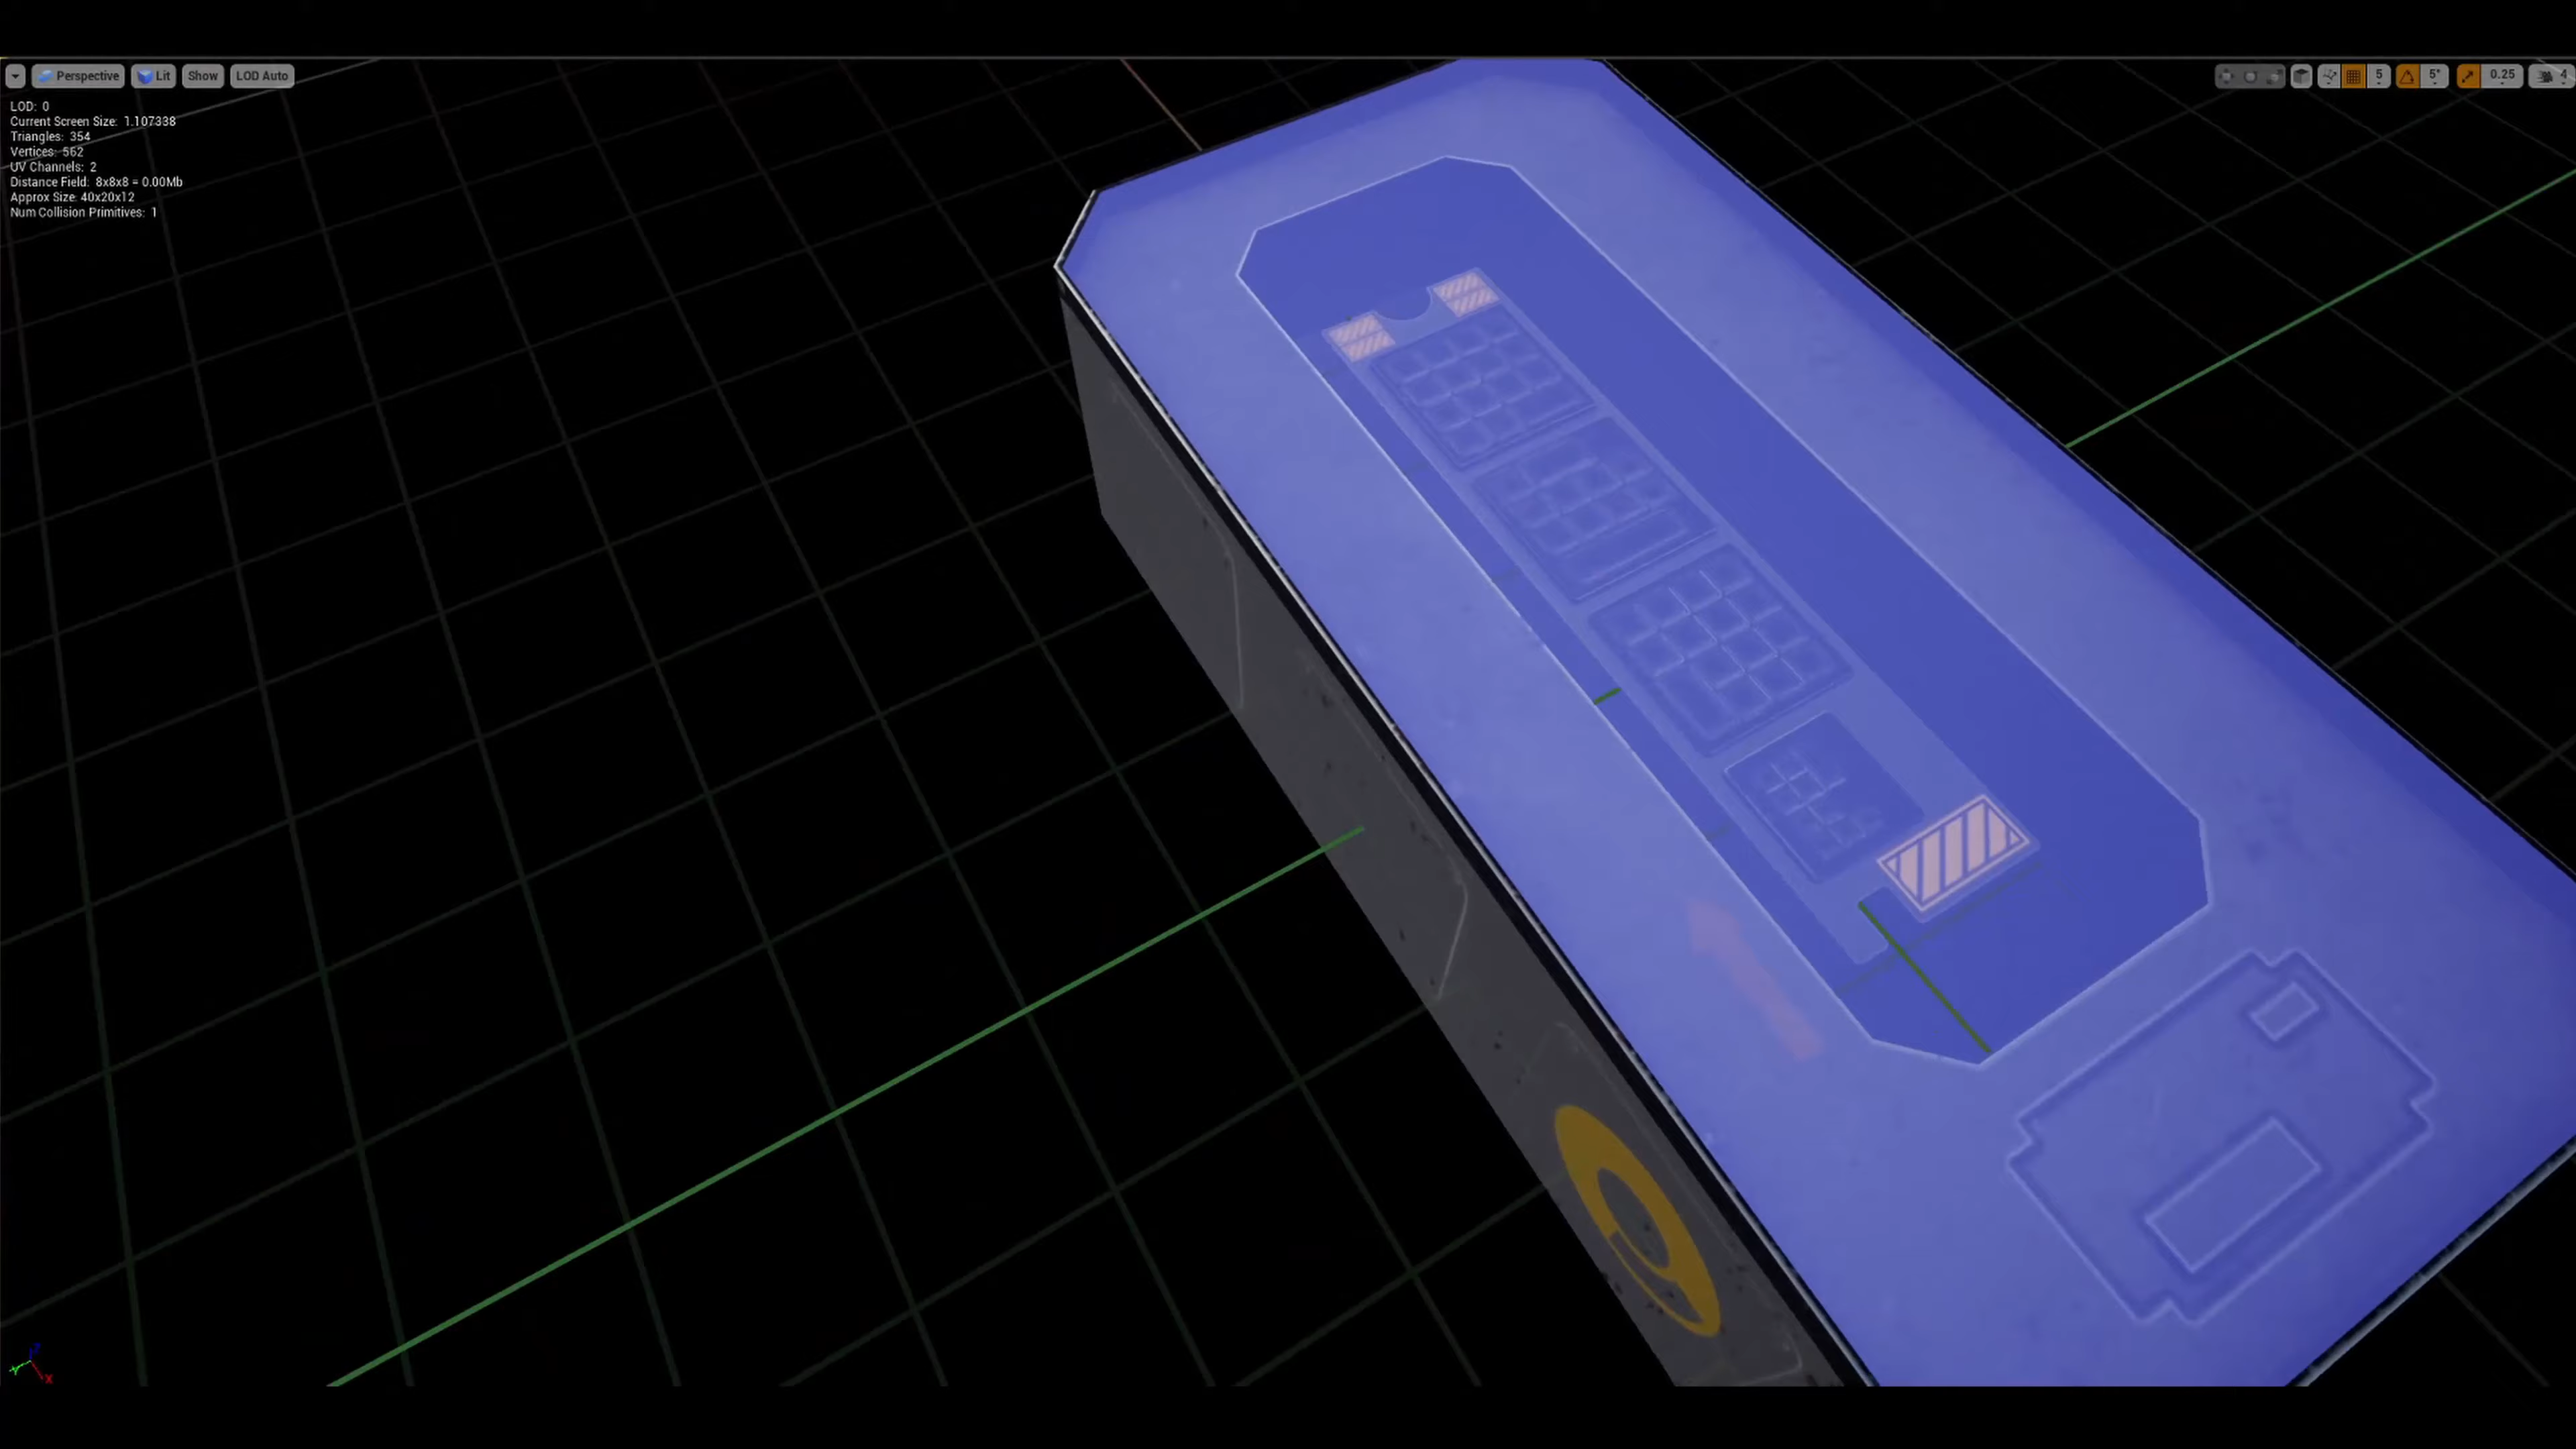 Perspective Lit Show LOD Auto 5 5° 0.25 4
LOD: 0
Current Screen Size: 1.107338
Triangles: 354
Vertices: 562
UV Channels: 2
Distance Field: 8x8x8 = 0.00Mb
Approx Size: 40x20x12
Num Collision Primitives: 1
Z
Y
X